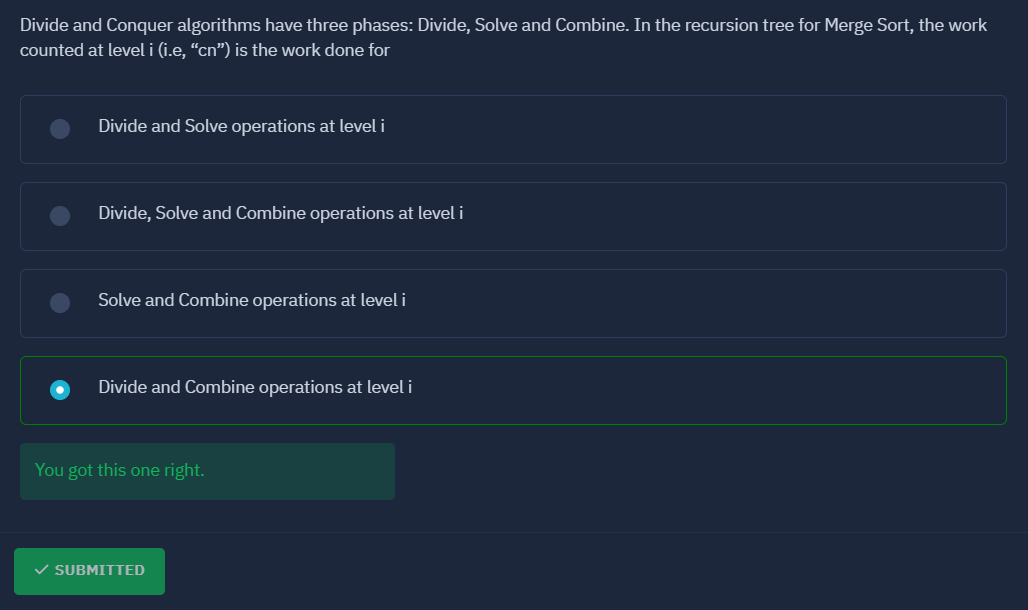 Divide and Conquer algorithms have three phases: Divide, Solve and Combine. In the recursion tree for Merge Sort, the work
counted at level i (i.e, “cn”) is the work done for
Divide and Solve operations at level i
Divide, Solve and Combine operations at level i
Solve and Combine operations at level i
Divide and Combine operations at level i
You got this one right.
SUBMITTED